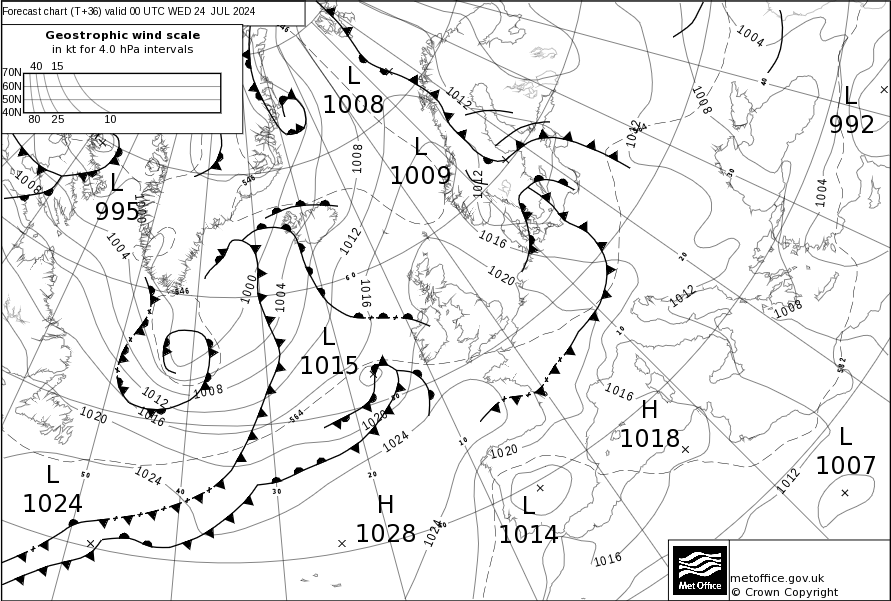 Forecast chart (T+36) valid 00 UTC WED 24 JUL 2024
Geostrophic wind scale
in kt for 4.0 hPa intervals
40 15
70N
60N
50N
40N
80 25 10
L
1008
L
1009
L
995
L
992
L
1015
H
1018
L
1007
L
1024
H
1028
L
1014
1004
1008
1012
1012
1008
1012
1004
1008
1000
1004
546
546
1012
1016
1020
1000
1004
1016
1012
1008
1012
1008
1012
1016
1020
1016
1020
1024
1024
564
1020
1012
1024
1016
582
60
50
40
30
20
10
10
20
30
40
40
metoffice.gov.uk
© Crown Copyright
Met Office